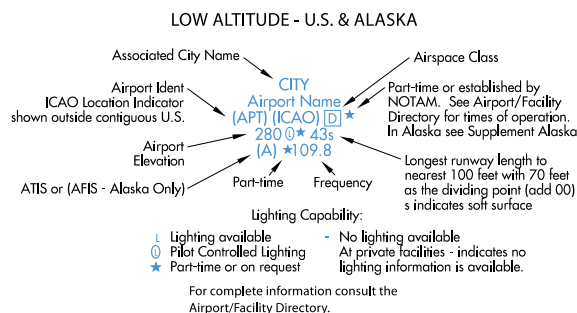 LOW ALTITUDE - U.S. & ALASKA
Associated City Name
Airspace Class
CITY
Airport Ident
ICAO Location Indicator
shown outside contiguous U.S.
Airport Name
(APT) (ICAO) D ★
Part-time or established by
NOTAM. See Airport/Facility
Directory for times of operation.
In Alaska see Supplement Alaska
280 Ⓛ★ 43s
Airport
Elevation
(A) ★109.8
ATIS or (AFIS - Alaska Only)
Part-time
Frequency
Longest runway length to
nearest 100 feet with 70 feet
as the dividing point (add 00)
s indicates soft surface
Lighting Capability:
L Lighting available
Ⓛ Pilot Controlled Lighting
★ Part-time or on request
- No lighting available
At private facilities - indicates no
lighting information is available.
For complete information consult the
Airport/Facility Directory.